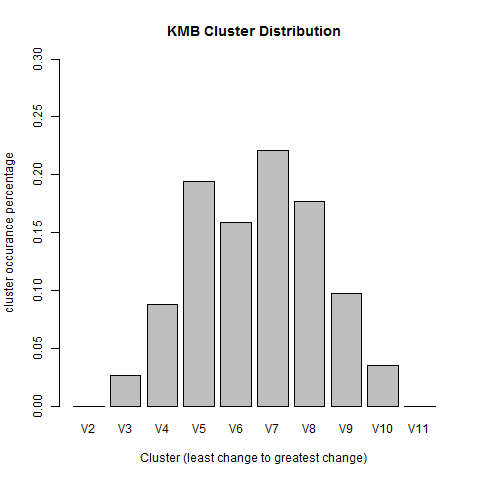 KMB Cluster Distribution
cluster occurance percentage
0.30
0.25
0.20
0.15
0.10
0.05
0.00
V2 V3 V4 V5 V6 V7 V8 V9 V10 V11
Cluster (least change to greatest change)